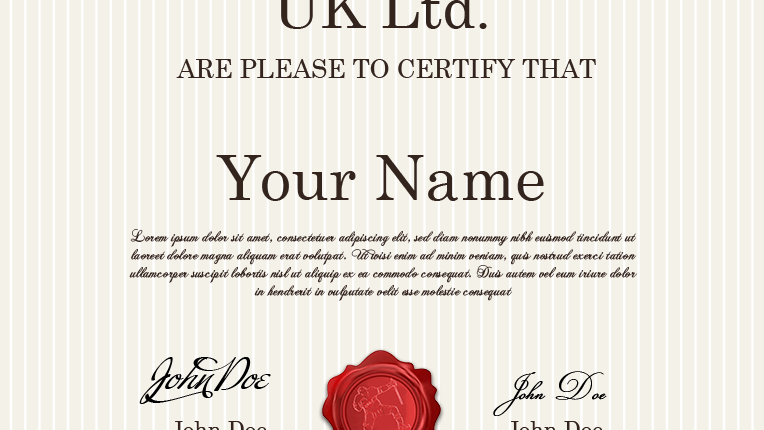 UK Ltd.
ARE PLEASE TO CERTIFY THAT
Your Name
Lorem ipsum dolor sit amet, consectetuer adipiscing elit, sed diam nonummy nibh euismod tincidunt ut
laoreet dolore magna aliquam erat volutpat. Ut wisi enim ad minim veniam, quis nostrud exerci tation
ullamcorper suscipit lobortis nisl ut aliquip ex ea commodo consequat. Duis autem vel eum iriure dolor
in hendrerit in vulputate velit esse molestie consequat
John Doe John Doe
John Doe John Doe